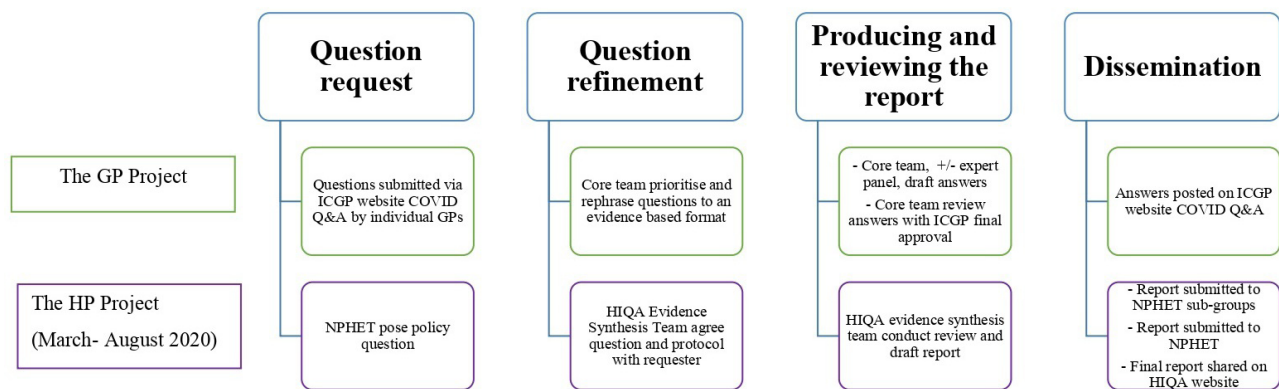 Question
request
Question
refinement
Producing and
reviewing the
report
Dissemination
The GP Project
Questions submitted via
ICGP website COVID
Q&A by individual GPs
Core team prioritise and
rephrase questions to an
evidence based format
- Core team, +/- expert
panel, draft answers
- Core team review
answers with ICGP final
approval
Answers posted on ICGP
website COVID Q&A
The HP Project
(March- August 2020)
NPHET pose policy
question
HIQA Evidence
Synthesis Team agree
question and protocol
with requester
HIQA evidence synthesis
team conduct review and
draft report
- Report submitted to
NPHET sub-groups
- Report submitted to
NPHET
- Final report shared on
HIQA website